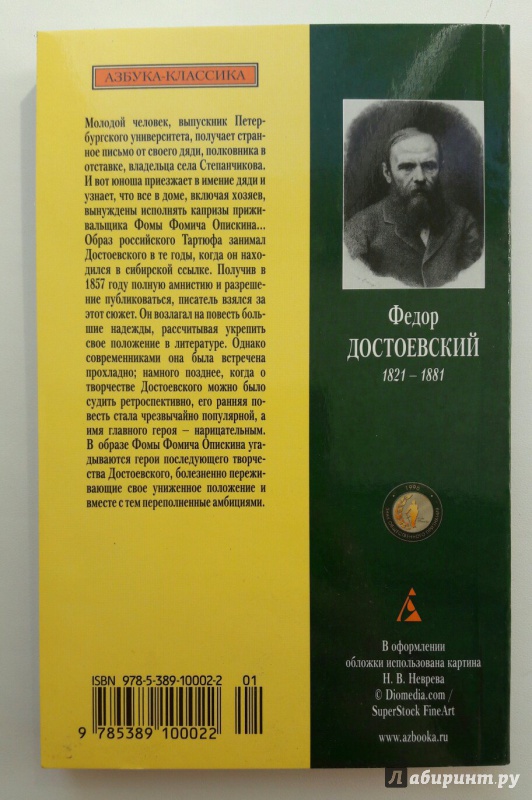 АЗБУКА-КЛАССИКА
Молодой человек, выпускник Петер-
бургского университета, получает стран-
ное письмо от своего дяди, полковника в
отставке, владельца села Степанчикова.
И вот юноша приезжает в имение дяди и
узнает, что все в доме, включая хозяев,
вынуждены исполнять капризы прижи-
вальщика Фомы Фомича Опискина...
Образ российского Тартюфа занимал
Достоевского в те годы, когда он нахо-
дился в сибирской ссылке. Получив в
1857 году полную амнистию и разреше-
ние публиковаться, писатель взялся за
этот сюжет. Он возлагал на повесть боль-
шие надежды, рассчитывая укрепить
свое положение в литературе. Однако
современниками она была встречена
прохладно; намного позднее, когда о
творчестве Достоевского можно было
судить ретроспективно, его ранняя по-
весть стала чрезвычайно популярной, а
имя главного героя – нарицательным.
В образе Фомы Фомича Опискина уга-
дываются герои последующего творче-
ства Достоевского, болезненно пережи-
вающие свое униженное положение и
вместе с тем переполненные амбициями.
ISBN 978-5-389-10002-2 01
9 785389 100022
Федор
ДОСТОЕВСКИЙ
1821 – 1881
1995
В оформлении
обложки использована картина
Н. В. Неврева
© Diomedia.com /
SuperStock FineArt
www.azbooka.ru
Лабиринт.ру